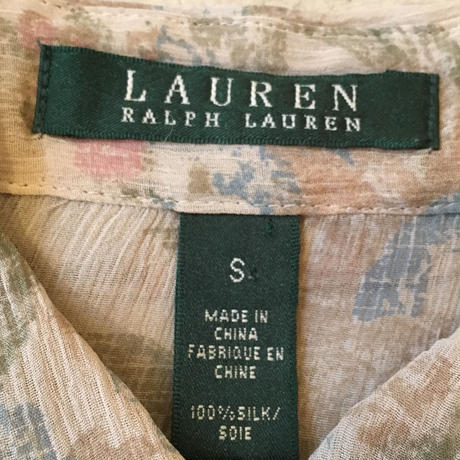 LAUREN
RALPH LAUREN
S
MADE IN
CHINA
FABRIQUE EN
CHINE
100%SILK/
SOIE